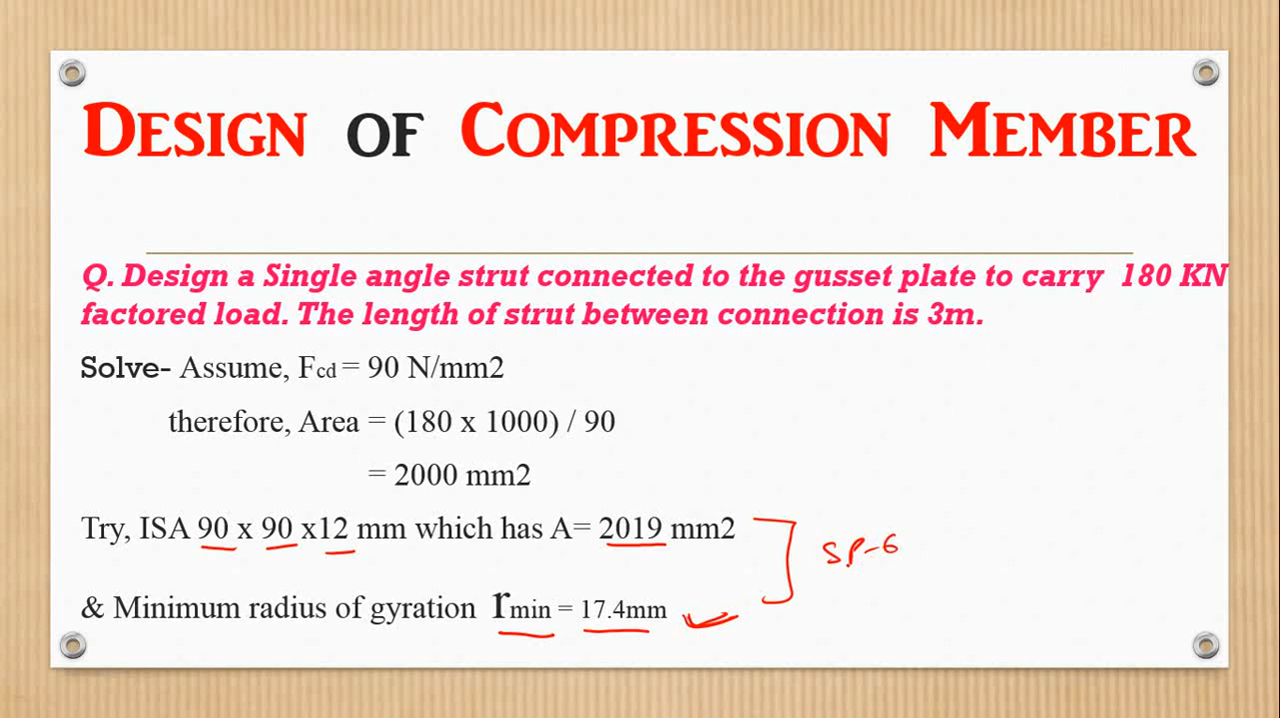 DESIGN OF COMPRESSION MEMBER
Q. Design a Single angle strut connected to the gusset plate to carry 180 KN
factored load. The length of strut between connection is 3m.
Solve- Assume, Fcd = 90 N/mm2
therefore, Area = (180 x 1000) / 90
= 2000 mm2
Try, ISA 90 x 90 x12 mm which has A= 2019 mm2
SP-6
& Minimum radius of gyration rmin = 17.4mm